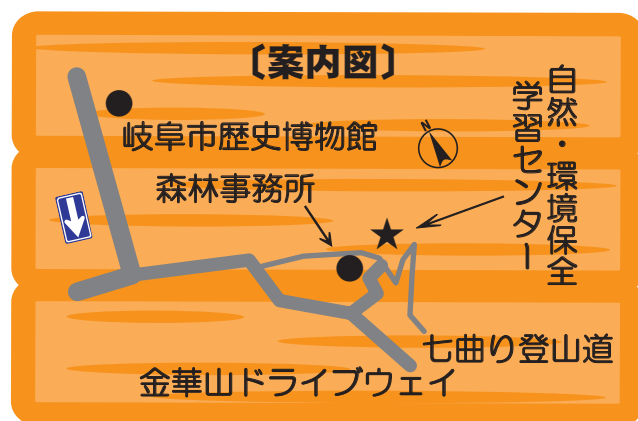 〔案内図〕
岐阜市歴史博物館
N
自然・環境保全
学習センター
森林事務所
七曲り登山道
金華山ドライブウェイ